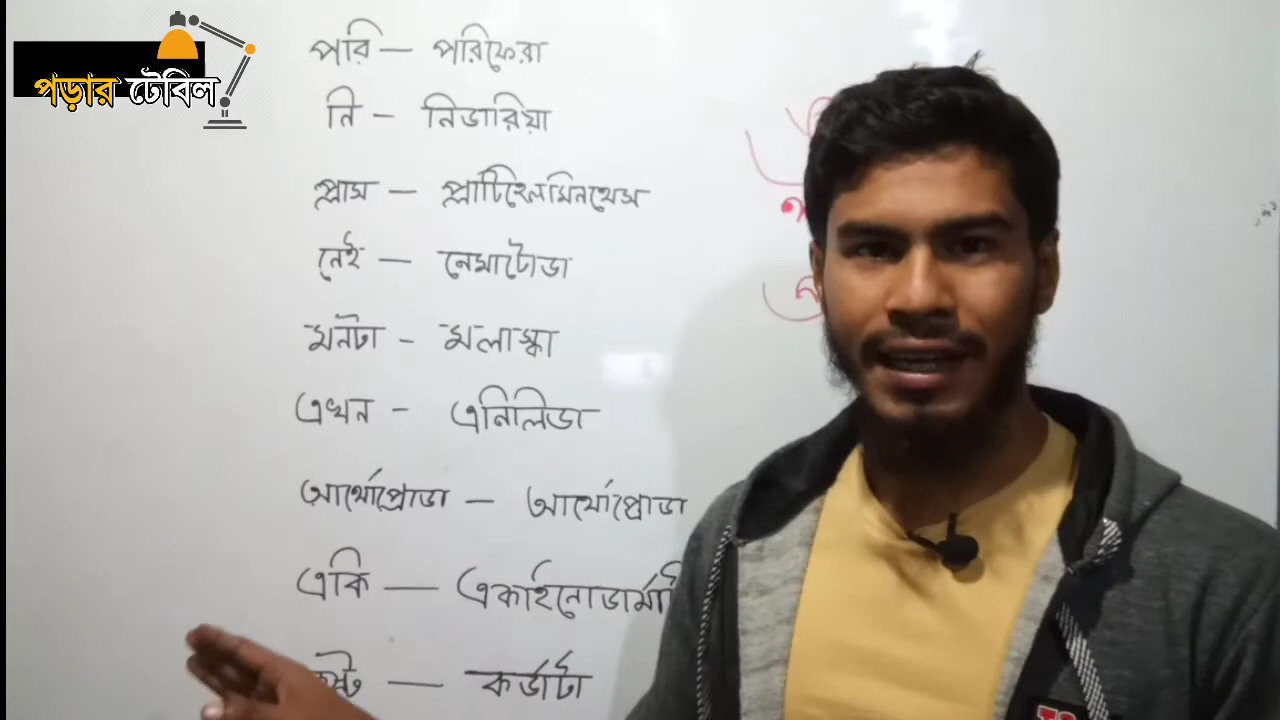 পড়ার টেবিল
পরি — পরিফেরা
নি — নিডারিয়া
প্লাস — প্লাটিহেলমিনথেস
নেই — নেমাটোডা
মনটা - মলাস্কা
এখন - এনিলিডা
আর্থোপ্রোডা — আর্থোপ্রোডা
একি — একাইনোডার্মা
কর্ডাটা